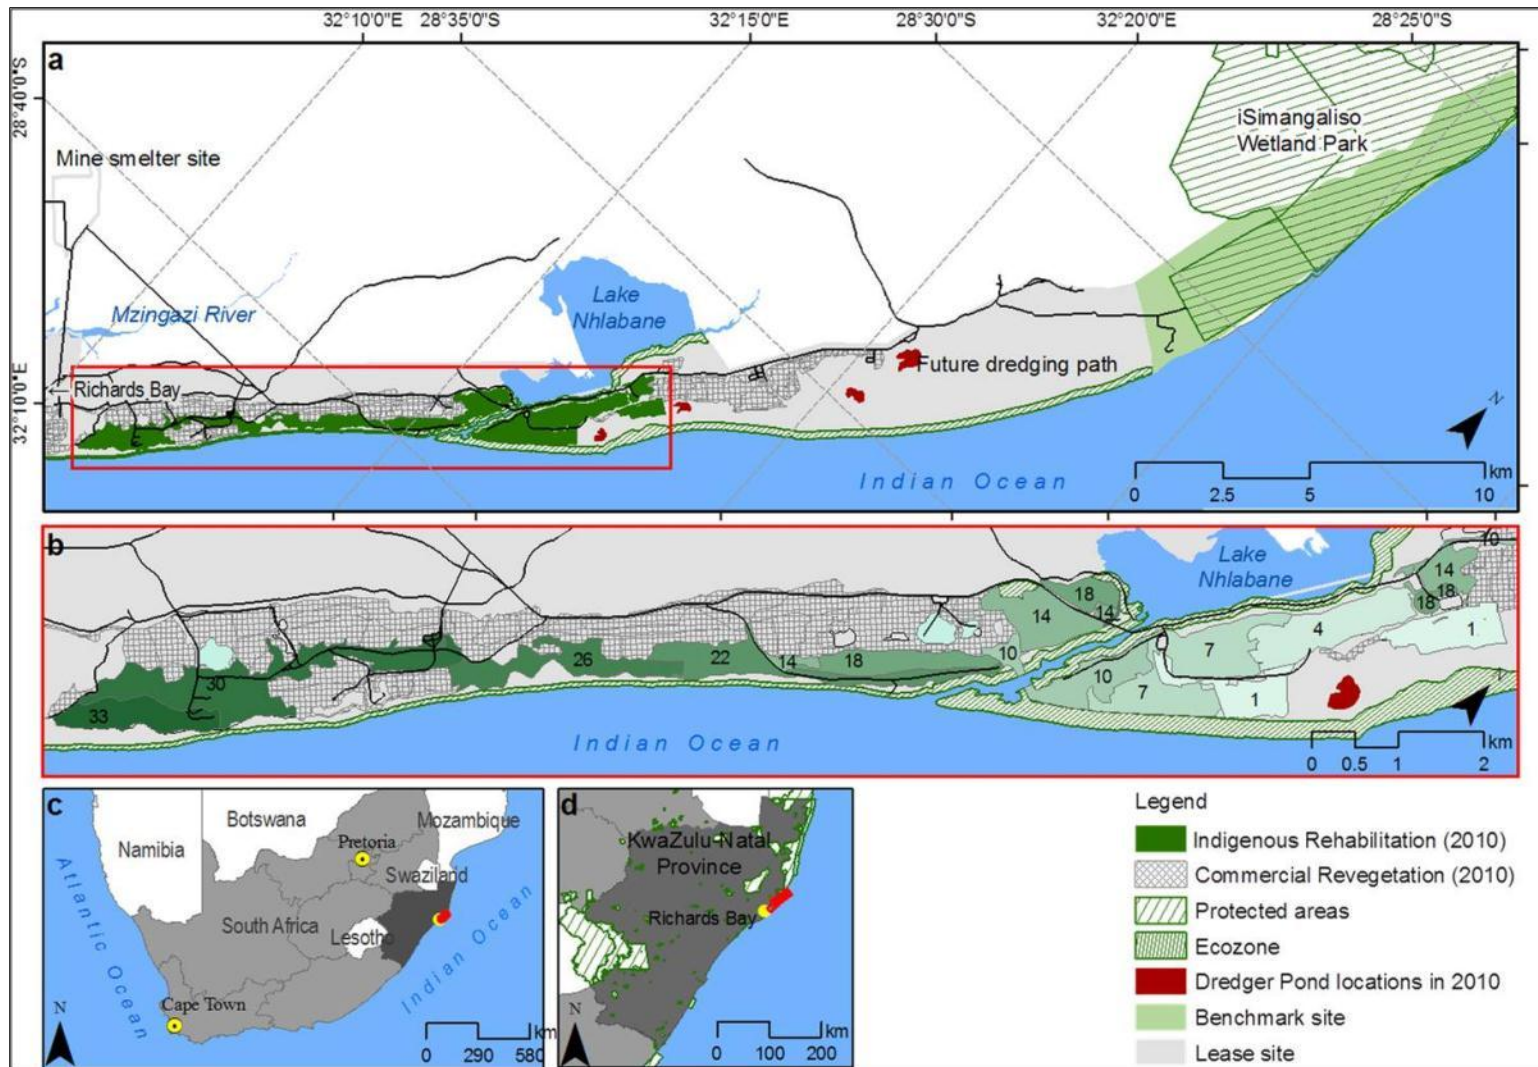 32°10'0"E 28°35'0"S 32°15'0"E 28°30'0"S 32°20'0"E 28°25'0"S
a
28°40'0"S
iSimangaliso
Wetland Park
Mine smelter site
Lake
Nhlabane
Mzingazi River
Future dredging path
← Richards Bay
32°10'0"E
N
Indian Ocean
km
0 2.5 5 10
b
Lake
Nhlabane
10
14
18
18
18
14
14
4
1
7
10
26
22
14
18
10
7
1
30
33
N
Indian Ocean
km
0 0.5 1 2
c
Botswana
Mozambique
Namibia
Pretoria
Swaziland
Atlantic Ocean
South Africa
Lesotho
Indian Ocean
Cape Town
N
km
0 290 580
d
KwaZulu-Natal
Province
Richards Bay
N
km
0 100 200
Legend
Indigenous Rehabilitation (2010)
Commercial Revegetation (2010)
Protected areas
Ecozone
Dredger Pond locations in 2010
Benchmark site
Lease site